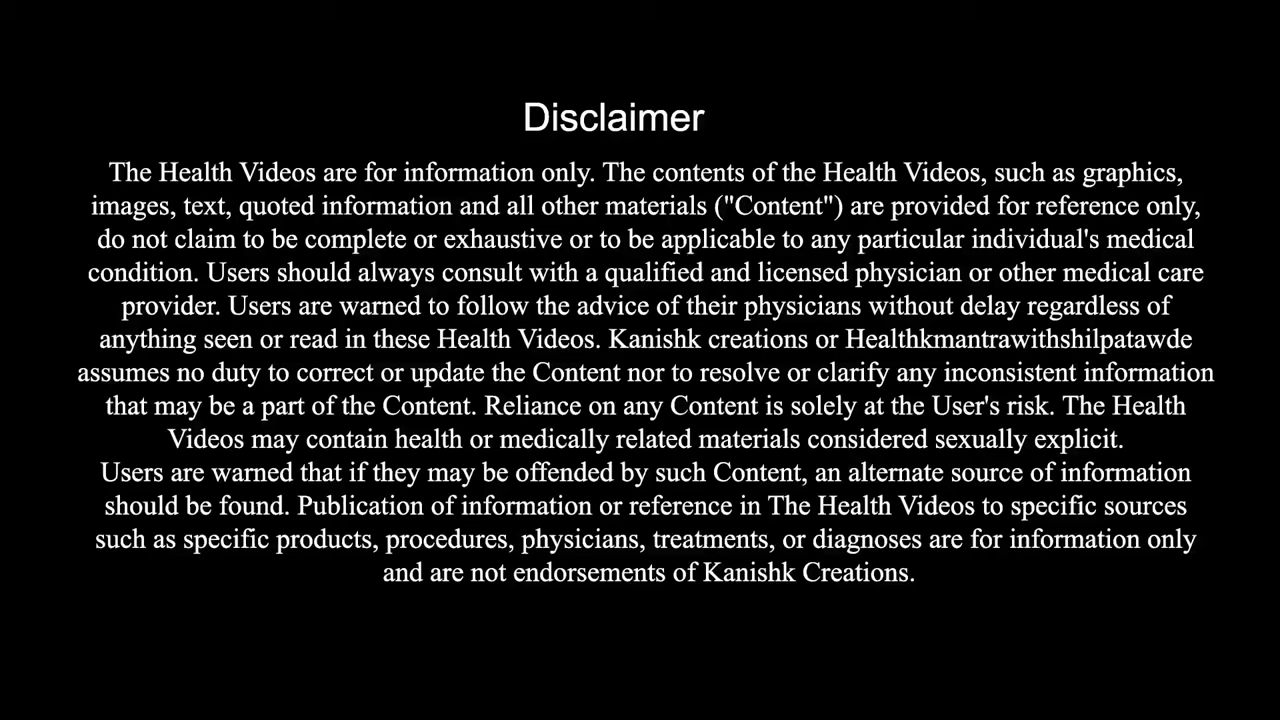 Disclaimer
The Health Videos are for information only. The contents of the Health Videos, such as graphics,
images, text, quoted information and all other materials ("Content") are provided for reference only,
do not claim to be complete or exhaustive or to be applicable to any particular individual's medical
condition. Users should always consult with a qualified and licensed physician or other medical care
provider. Users are warned to follow the advice of their physicians without delay regardless of
anything seen or read in these Health Videos. Kanishk creations or Healthkmantrawithshilpatawde
assumes no duty to correct or update the Content nor to resolve or clarify any inconsistent information
that may be a part of the Content. Reliance on any Content is solely at the User's risk. The Health
Videos may contain health or medically related materials considered sexually explicit.
Users are warned that if they may be offended by such Content, an alternate source of information
should be found. Publication of information or reference in The Health Videos to specific sources
such as specific products, procedures, physicians, treatments, or diagnoses are for information only
and are not endorsements of Kanishk Creations.